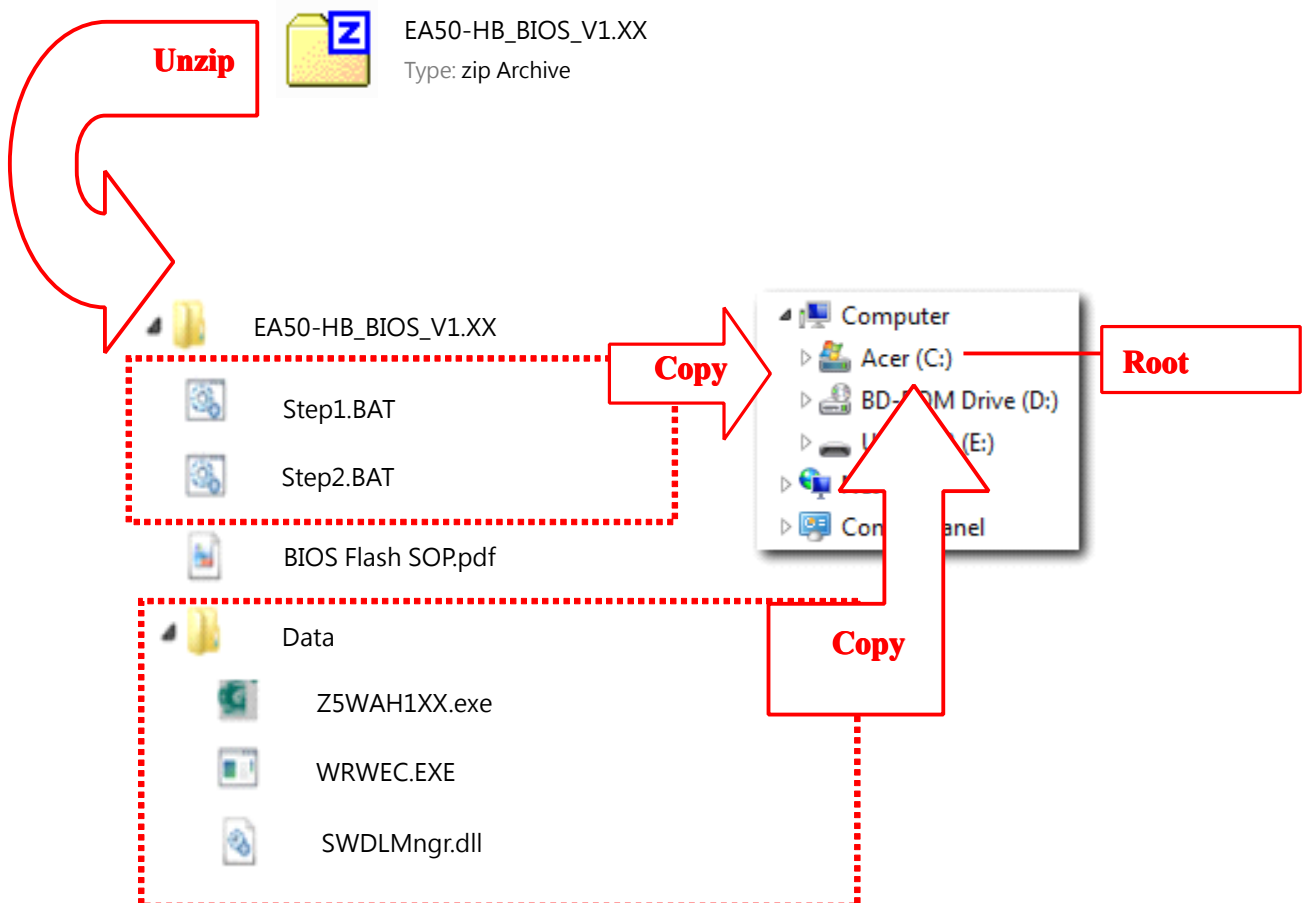 EA50-HB_BIOS_V1.XX
Type: zip Archive
Unzip
EA50-HB_BIOS_V1.XX
Step1.BAT
Step2.BAT
BIOS Flash SOP.pdf
Data
Z5WAH1XX.exe
WRWEC.EXE
SWDLMngr.dll
Copy
Computer
Acer (C:)
Drive (D:)
(E:)
Root
Copy